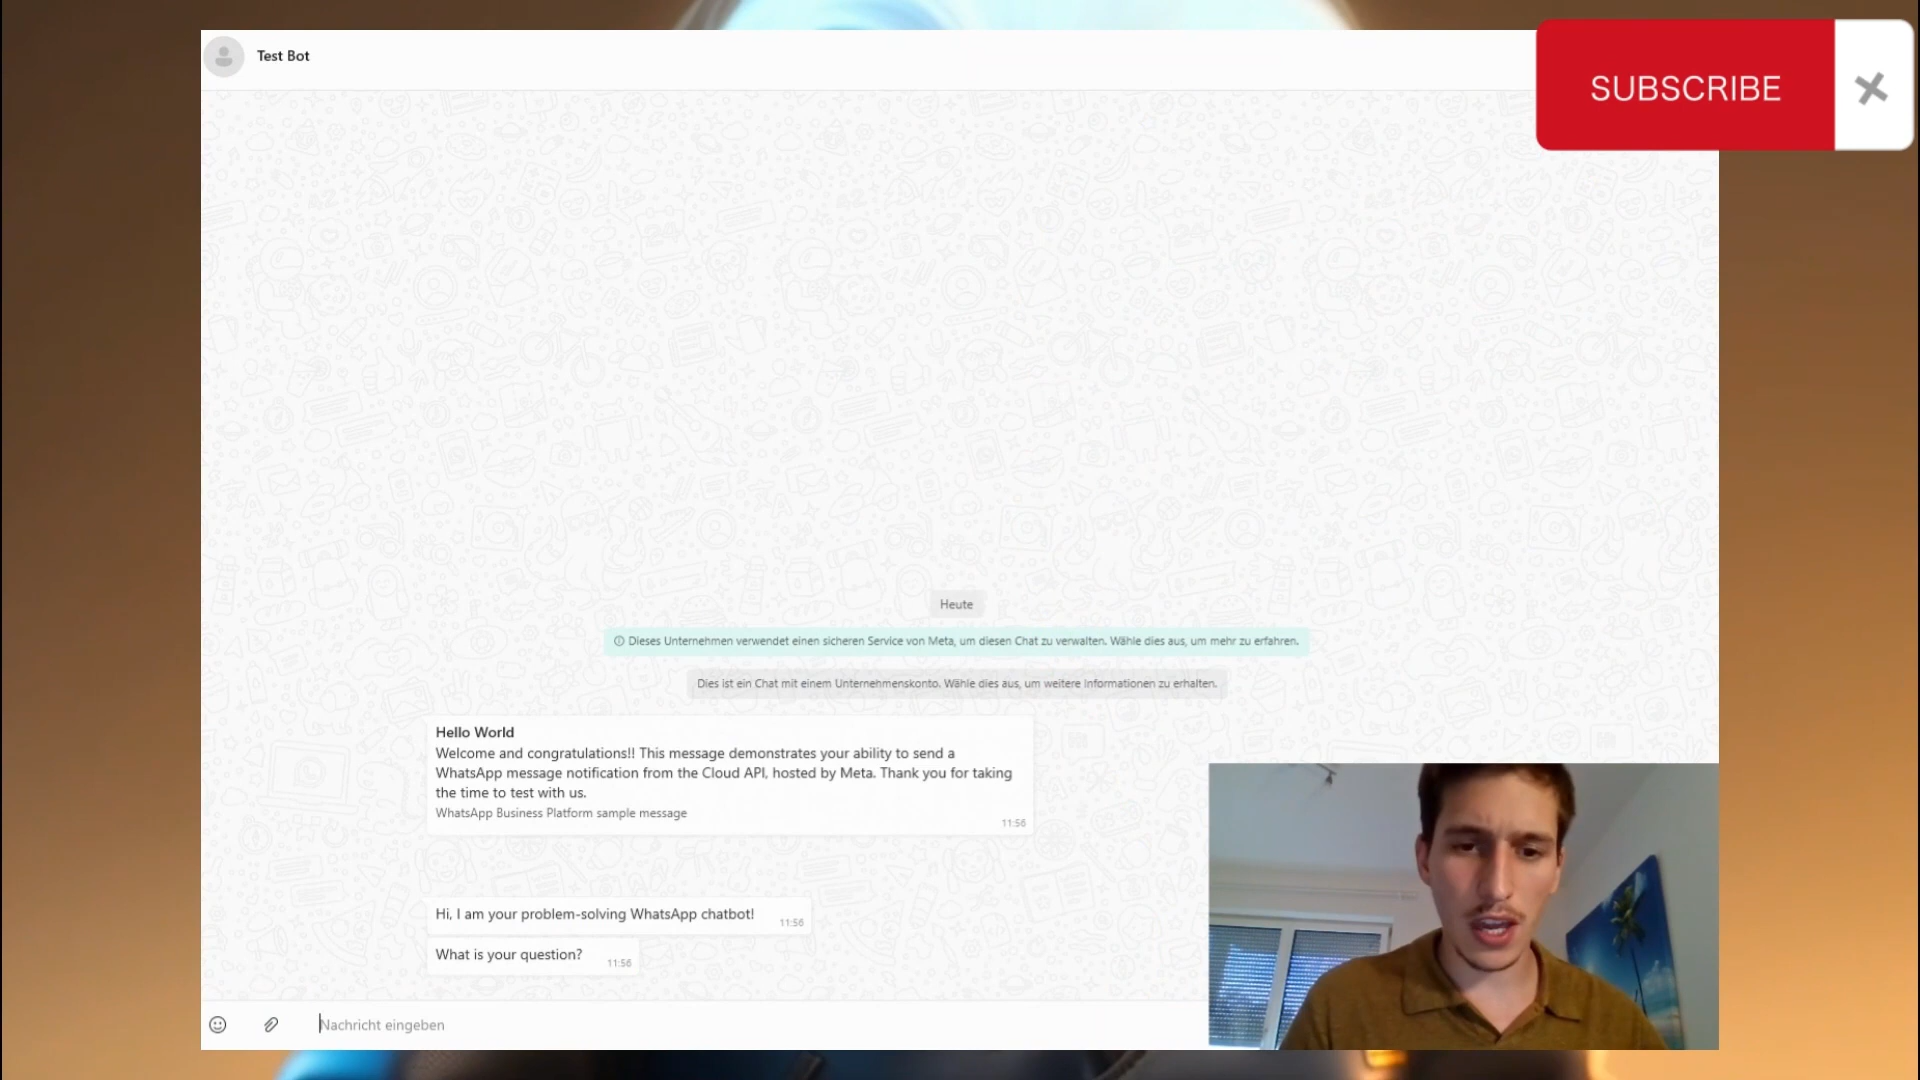 Test Bot
SUBSCRIBE
Heute
Dieses Unternehmen verwendet einen sicheren Service von Meta, um diesen Chat zu verwalten. Wähle dies aus, um mehr zu erfahren.
Dies ist ein Chat mit einem Unternehmenskonto. Wähle dies aus, um weitere Informationen zu erhalten.
Hello World
Welcome and congratulations!! This message demonstrates your ability to send a
WhatsApp message notification from the Cloud API, hosted by Meta. Thank you for taking
the time to test with us.
WhatsApp Business Platform sample message
11:56
Hi, I am your problem-solving WhatsApp chatbot!
11:56
What is your question?
11:56
Nachricht eingeben